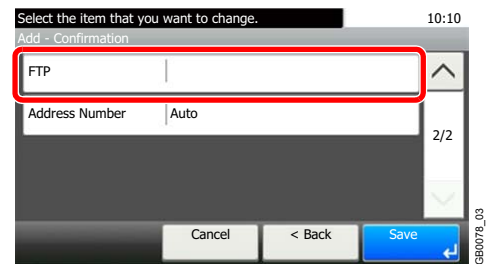 Select the item that you want to change. 10:10
Add - Confirmation
FTP
Address Number Auto
2/2
Cancel < Back Save
GB0078_03